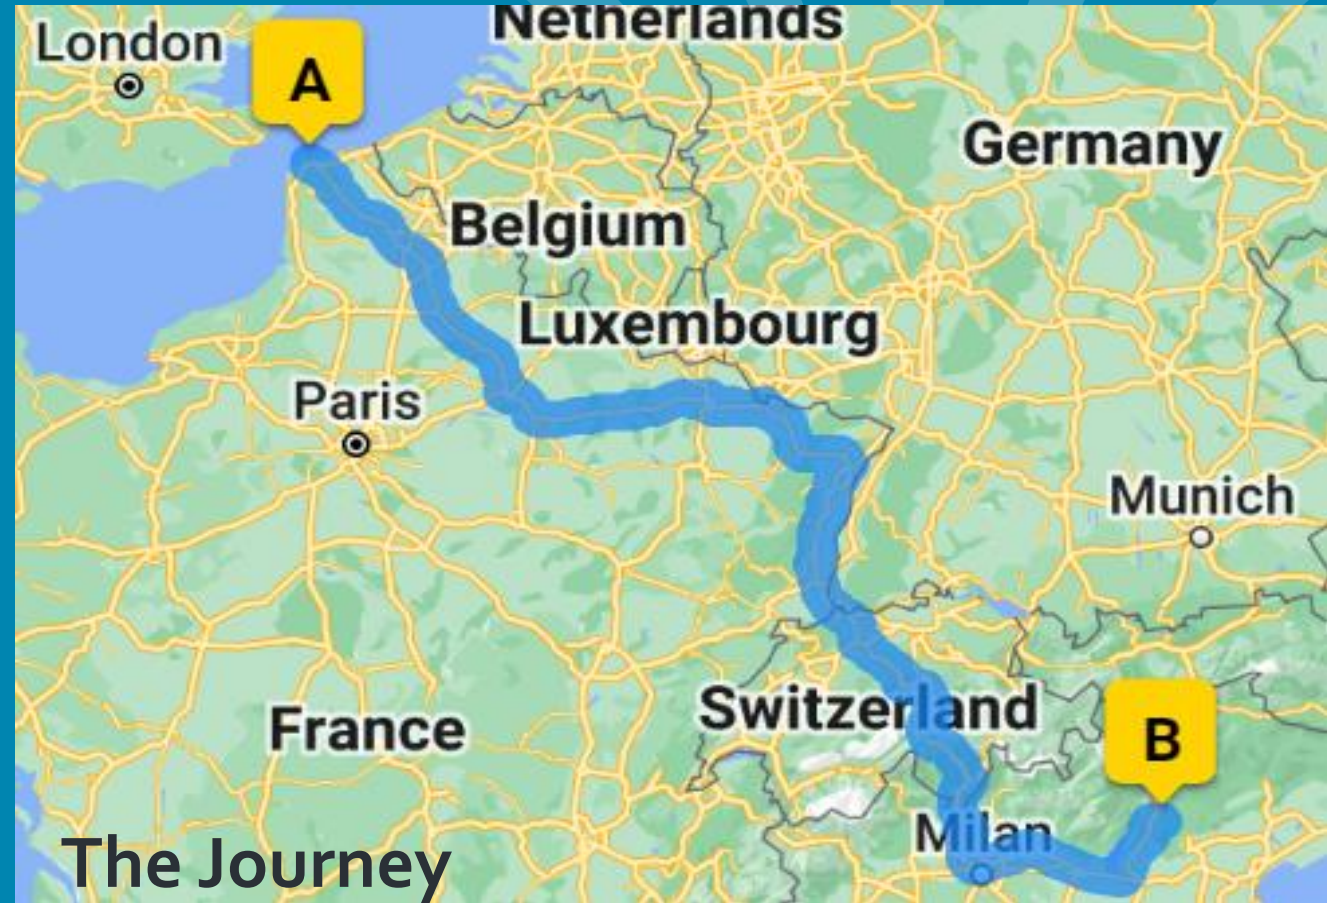 Netherlands
London
A
Germany
Belgium
Luxembourg
Paris
Munich
Switzerland
France
B
Milan
The Journey